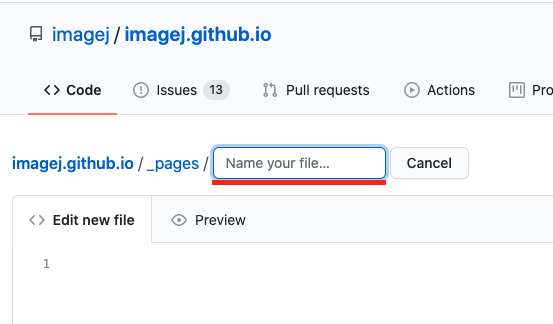 imagej / imagej.github.io
Code Issues 13 Pull requests Actions Pro
imagej.github.io / _pages / Name your file... Cancel
Edit new file Preview
1